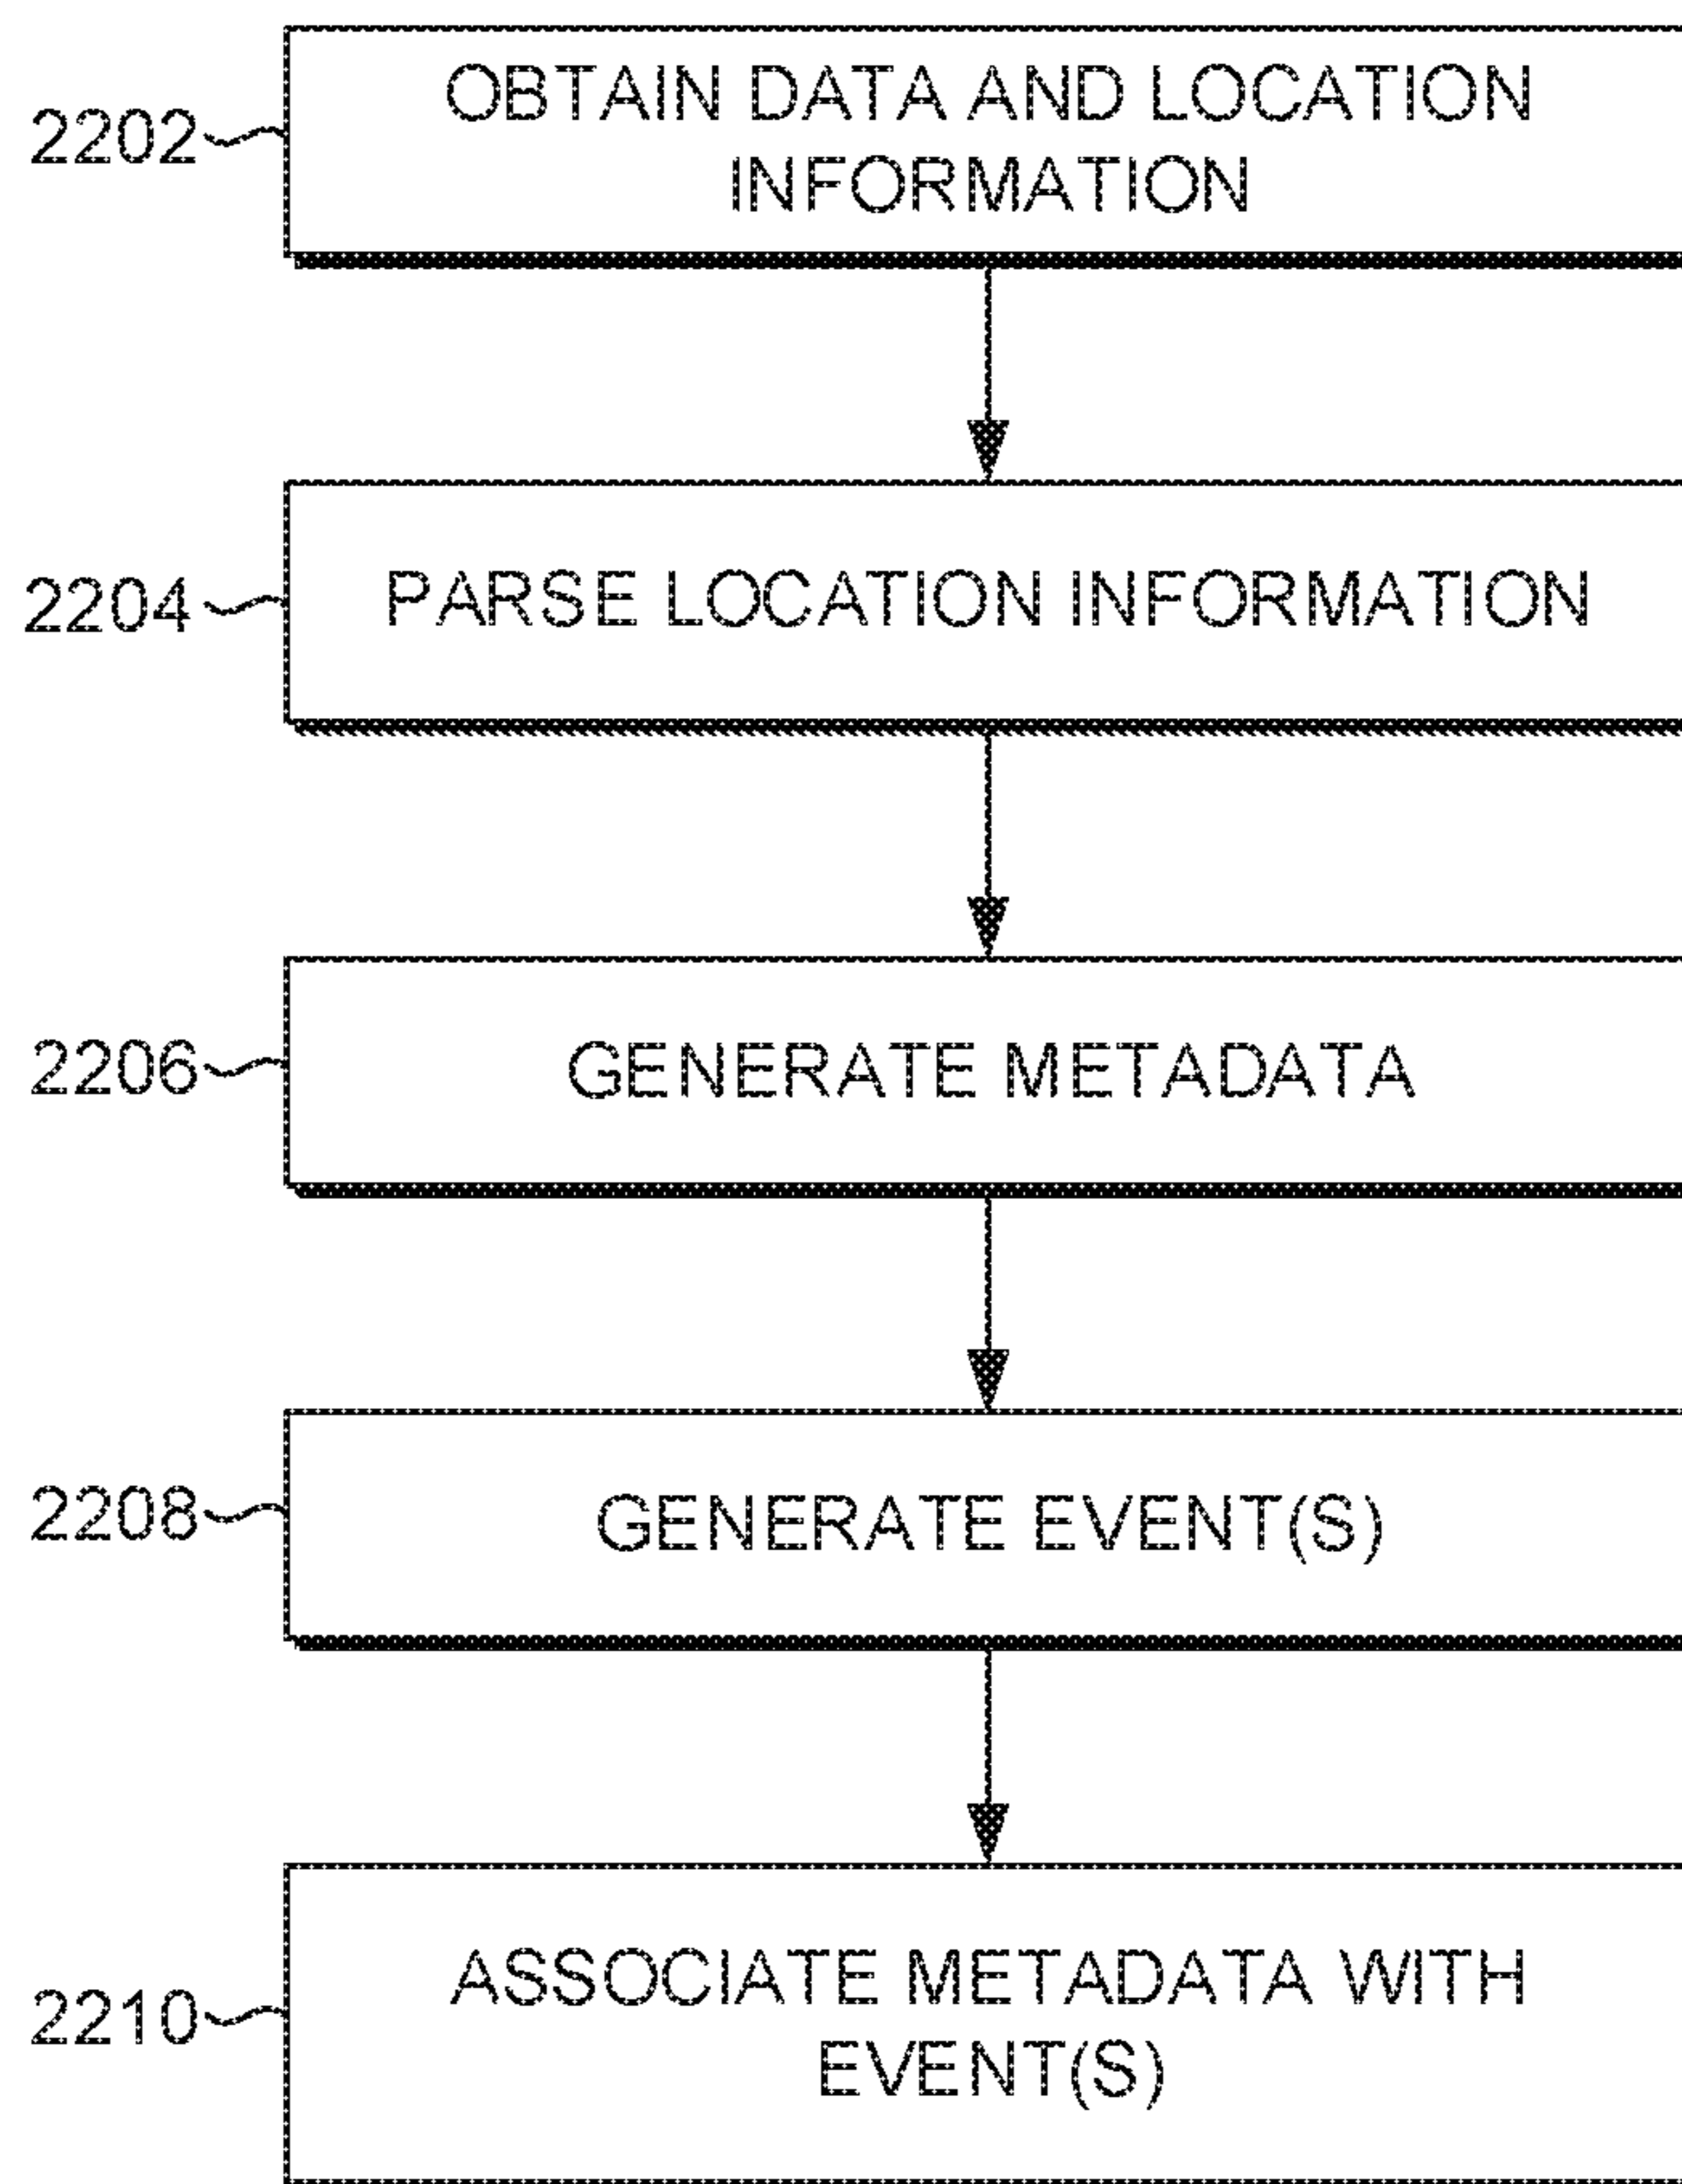 2202
OBTAIN DATA AND LOCATION
INFORMATION
2204
PARSE LOCATION INFORMATION
2206
GENERATE METADATA
2208
GENERATE EVENT(S)
2210
ASSOCIATE METADATA WITH
EVENT(S)